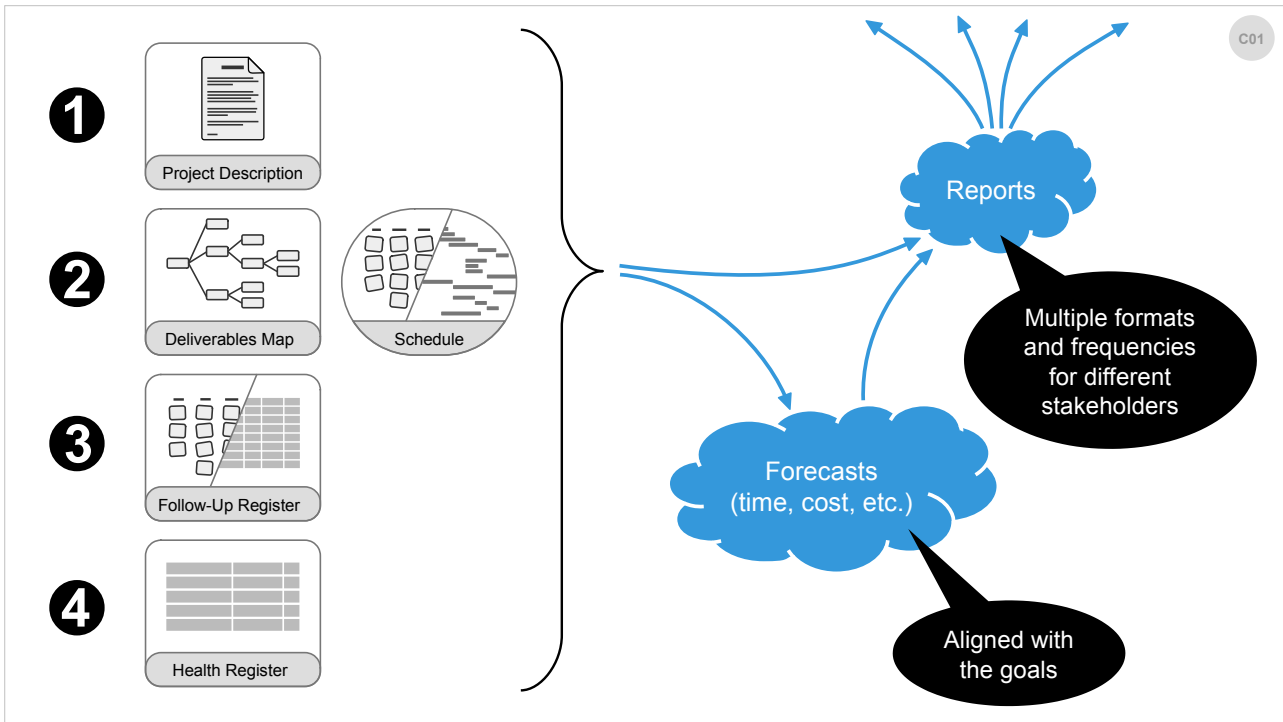 C01
1
Project Description
2
Deliverables Map
Schedule
3
Follow-Up Register
4
Health Register
Reports
Multiple formats
and frequencies
for different
stakeholders
Forecasts
(time, cost, etc.)
Aligned with
the goals